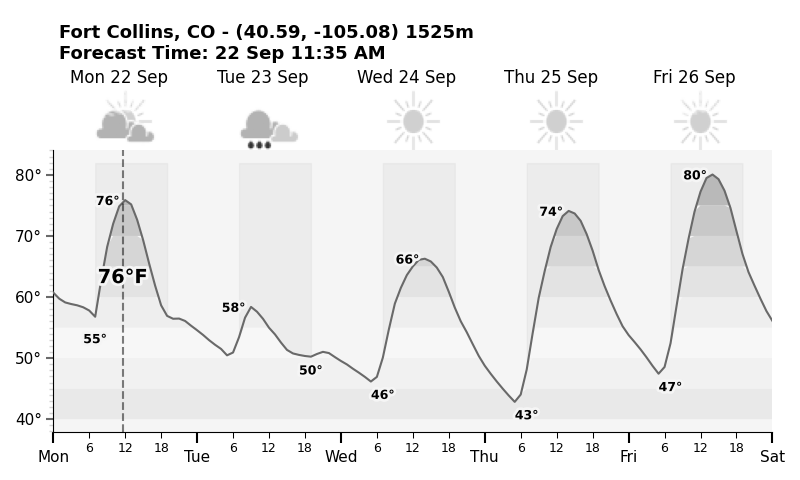 Fort Collins, CO - (40.59, -105.08) 1525m
Forecast Time: 22 Sep 11:35 AM
Mon 22 Sep Tue 23 Sep Wed 24 Sep Thu 25 Sep Fri 26 Sep
80°
70°
60°
50°
40°
76°
76°F
55°
58°
50°
66°
46°
74°
43°
80°
47°
6 12 18 6 12 18 6 12 18 6 12 18 6 12 18
Mon Tue Wed Thu Fri Sat